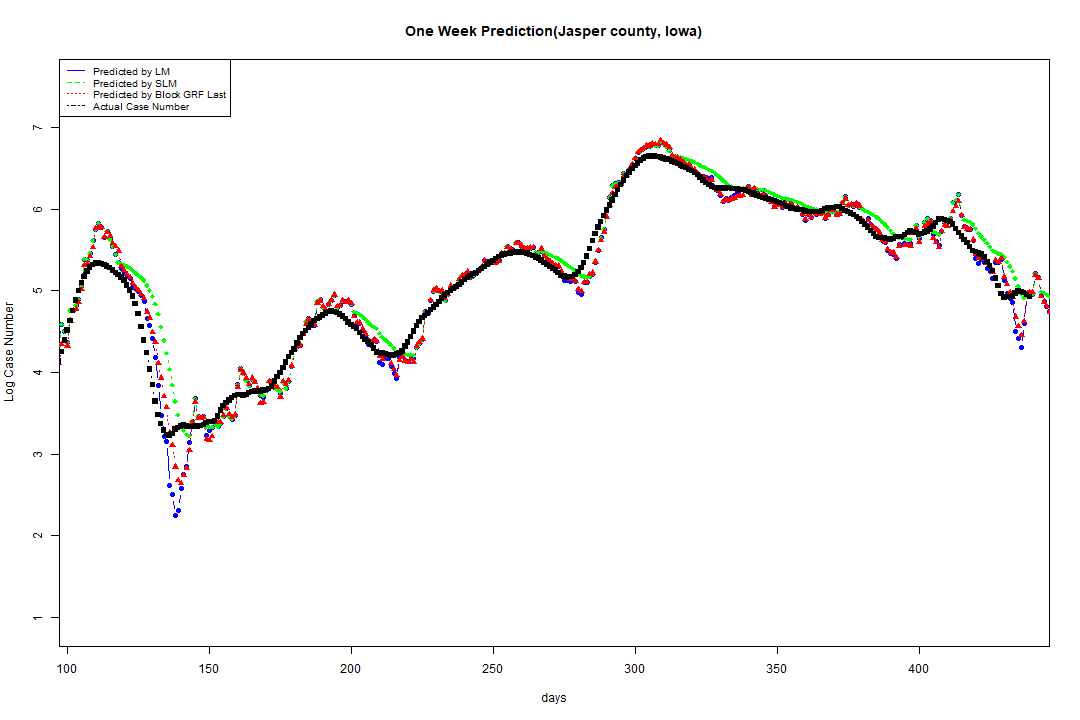 One Week Prediction(Jasper county, Iowa)
Predicted by LM
Predicted by SLM
Predicted by Block GRF Last
Actual Case Number
Log Case Number
7
6
5
4
3
2
1
100 150 200 250 300 350 400
days